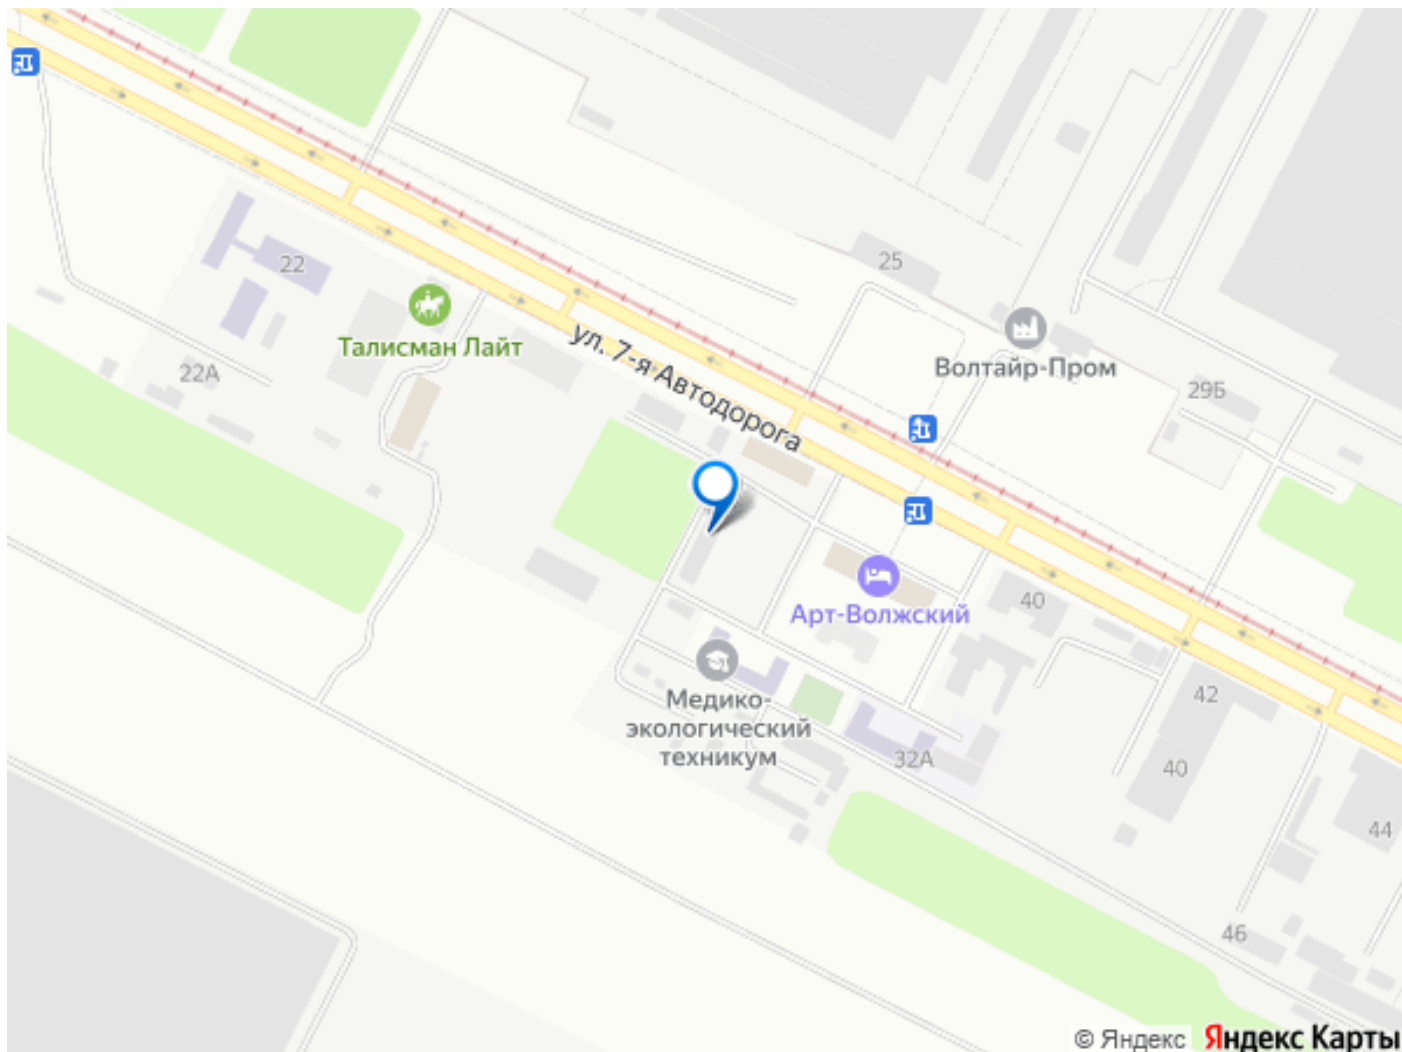 25
22
Талисман Лайт
ул. 7-я Автодорога
Волтайр-Пром
22А
29Б
40
Арт-Волжский
42
Медико-
экологический
техникум
32А
40
44
46
© Яндекс Яндекс Карты